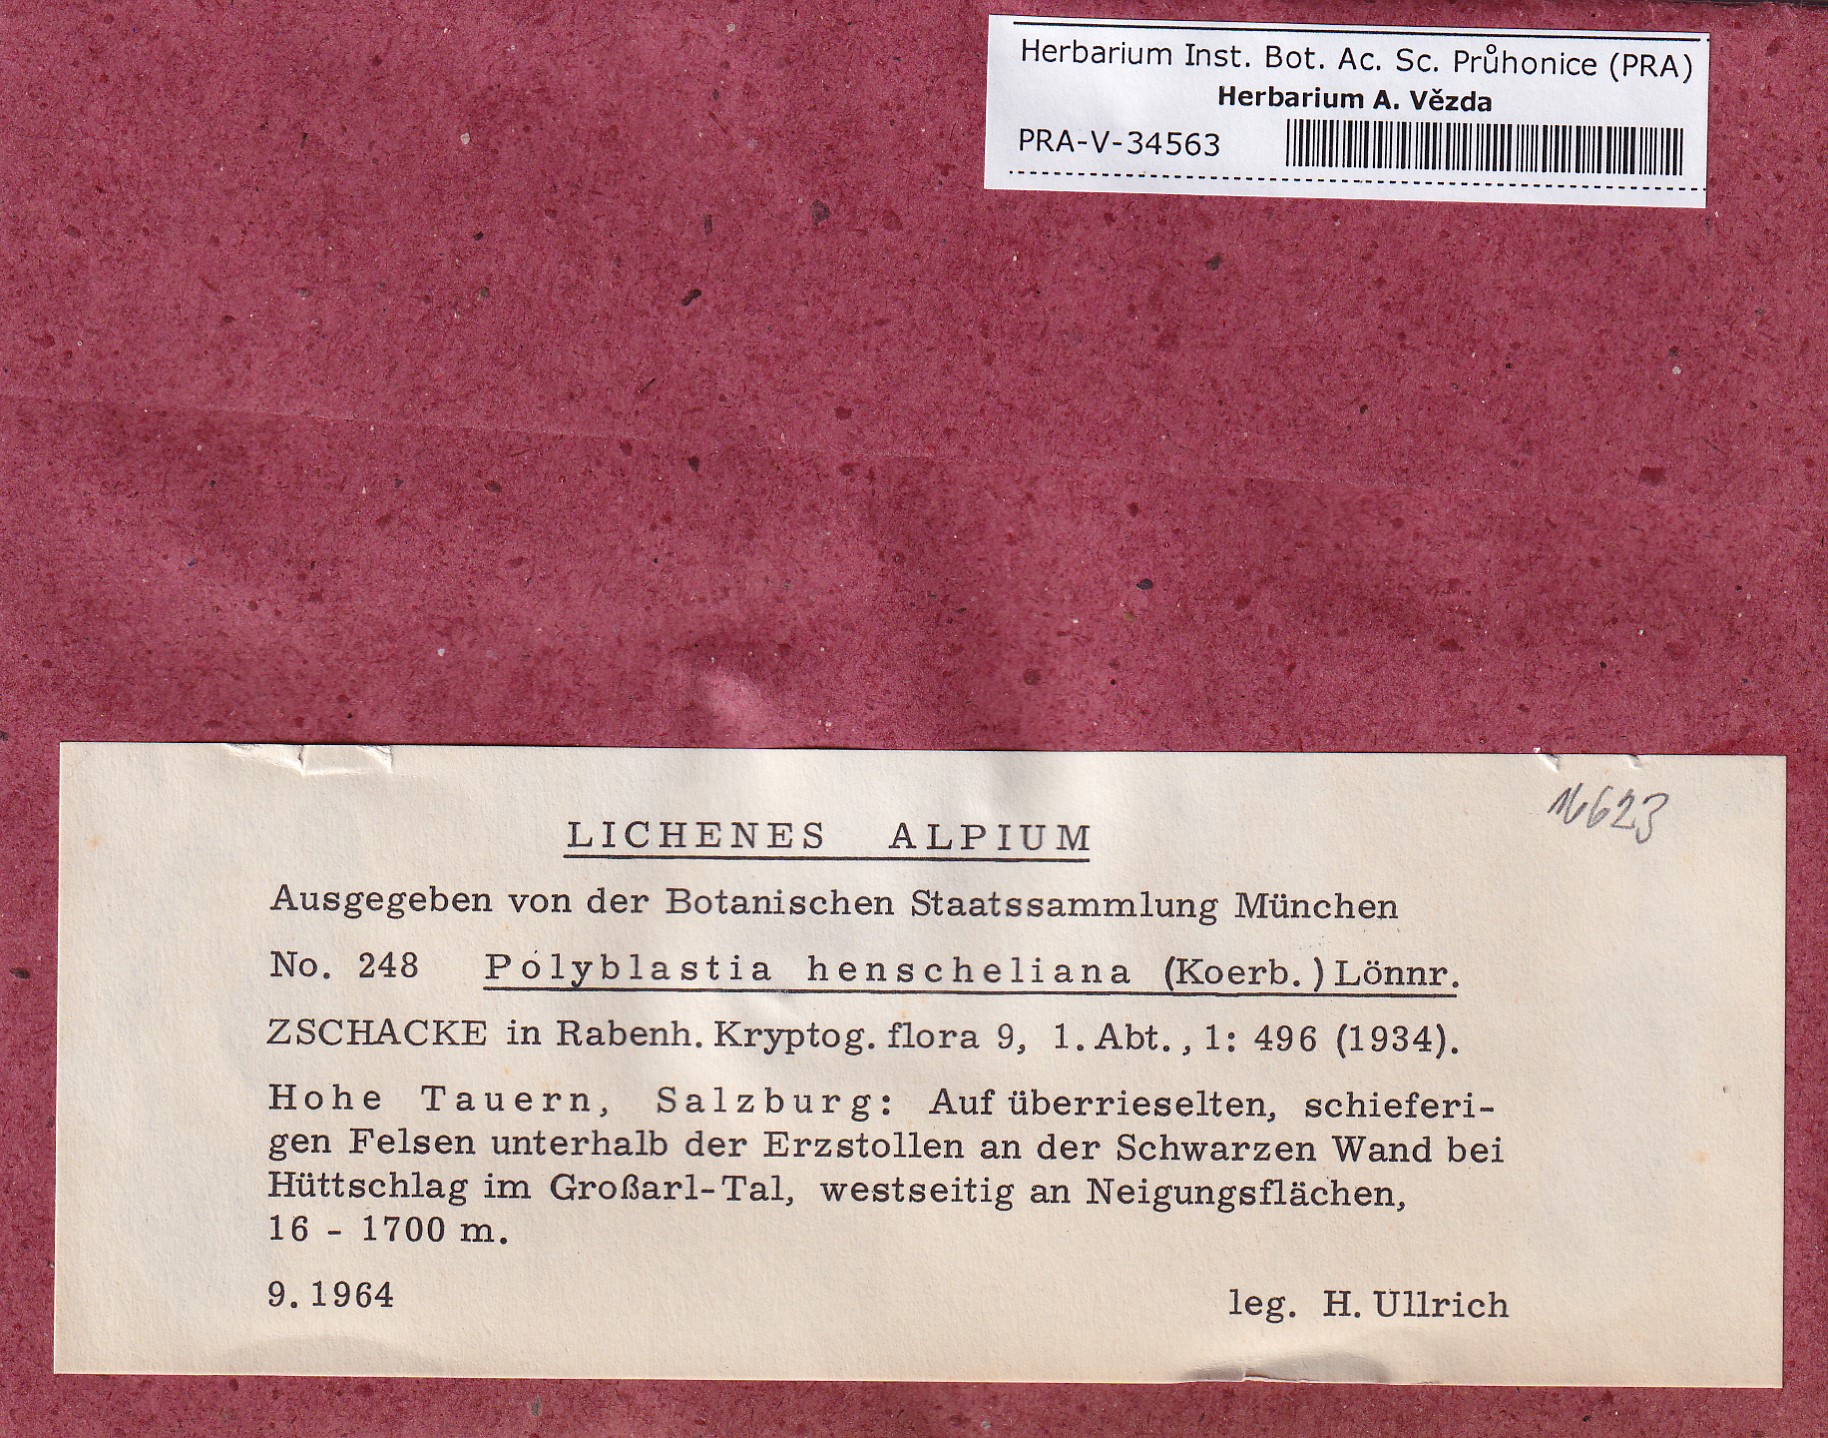 Herbarium Inst. Bot. Ac. Sc. Průhonice (PRA)
Herbarium A. Vězda
PRA-V-34563
16623
LICHENES ALPIUM
Ausgegeben von der Botanischen Staatssammlung München
No. 248 Polyblastia henscheliana (Koerb.) Lönnr.
ZSCHACKE in Rabenh. Kryptog. flora 9, 1. Abt., 1: 496 (1934).
Hohe Tauern, Salzburg: Auf überrieselten, schieferi-
gen Felsen unterhalb der Erzstollen an der Schwarzen Wand bei
Hüttschlag im Großarl-Tal, westseitig an Neigungsflächen,
16 - 1700 m.
9. 1964 leg. H. Ullrich